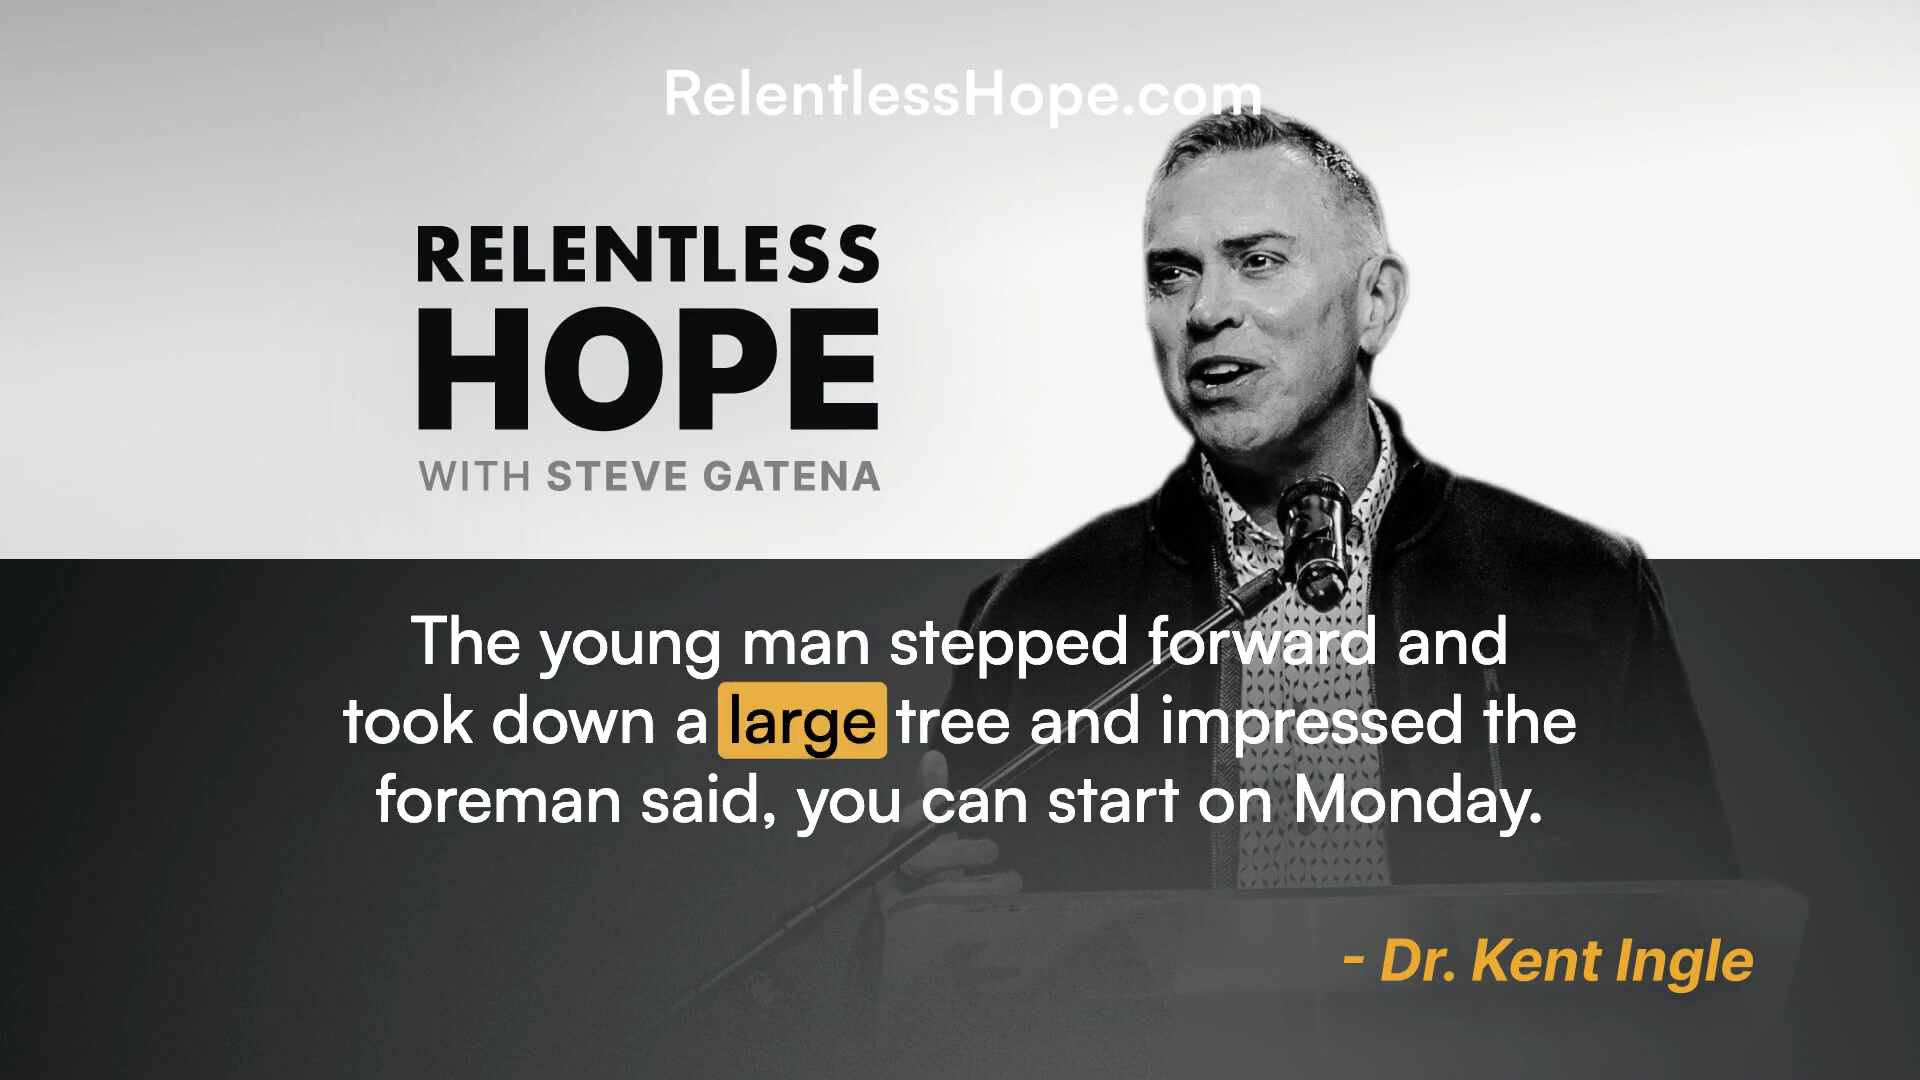 RelentlessHope.com
RELENTLESS
HOPE
WITH STEVE GATENA
The young man stepped forward and
took down a large tree and impressed the
foreman said, you can start on Monday.
- Dr. Kent Ingle